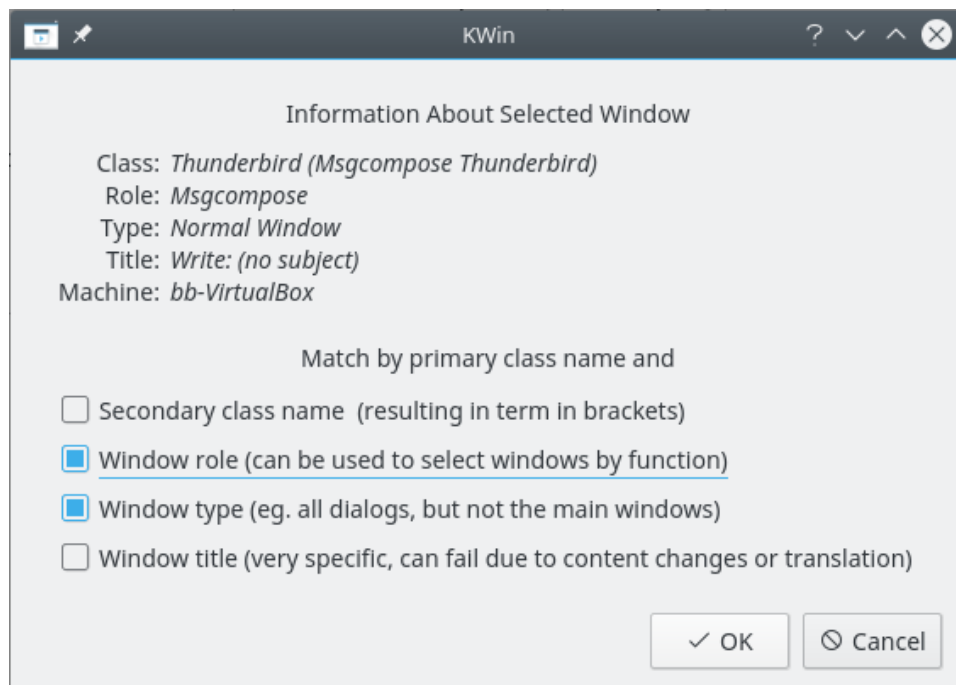 KWin
Information About Selected Window
Class: Thunderbird (Msgcompose Thunderbird)
Role: Msgcompose
Type: Normal Window
Title: Write: (no subject)
Machine: bb-VirtualBox
Match by primary class name and
Secondary class name (resulting in term in brackets)
Window role (can be used to select windows by function)
Window type (eg. all dialogs, but not the main windows)
Window title (very specific, can fail due to content changes or translation)
OK Cancel